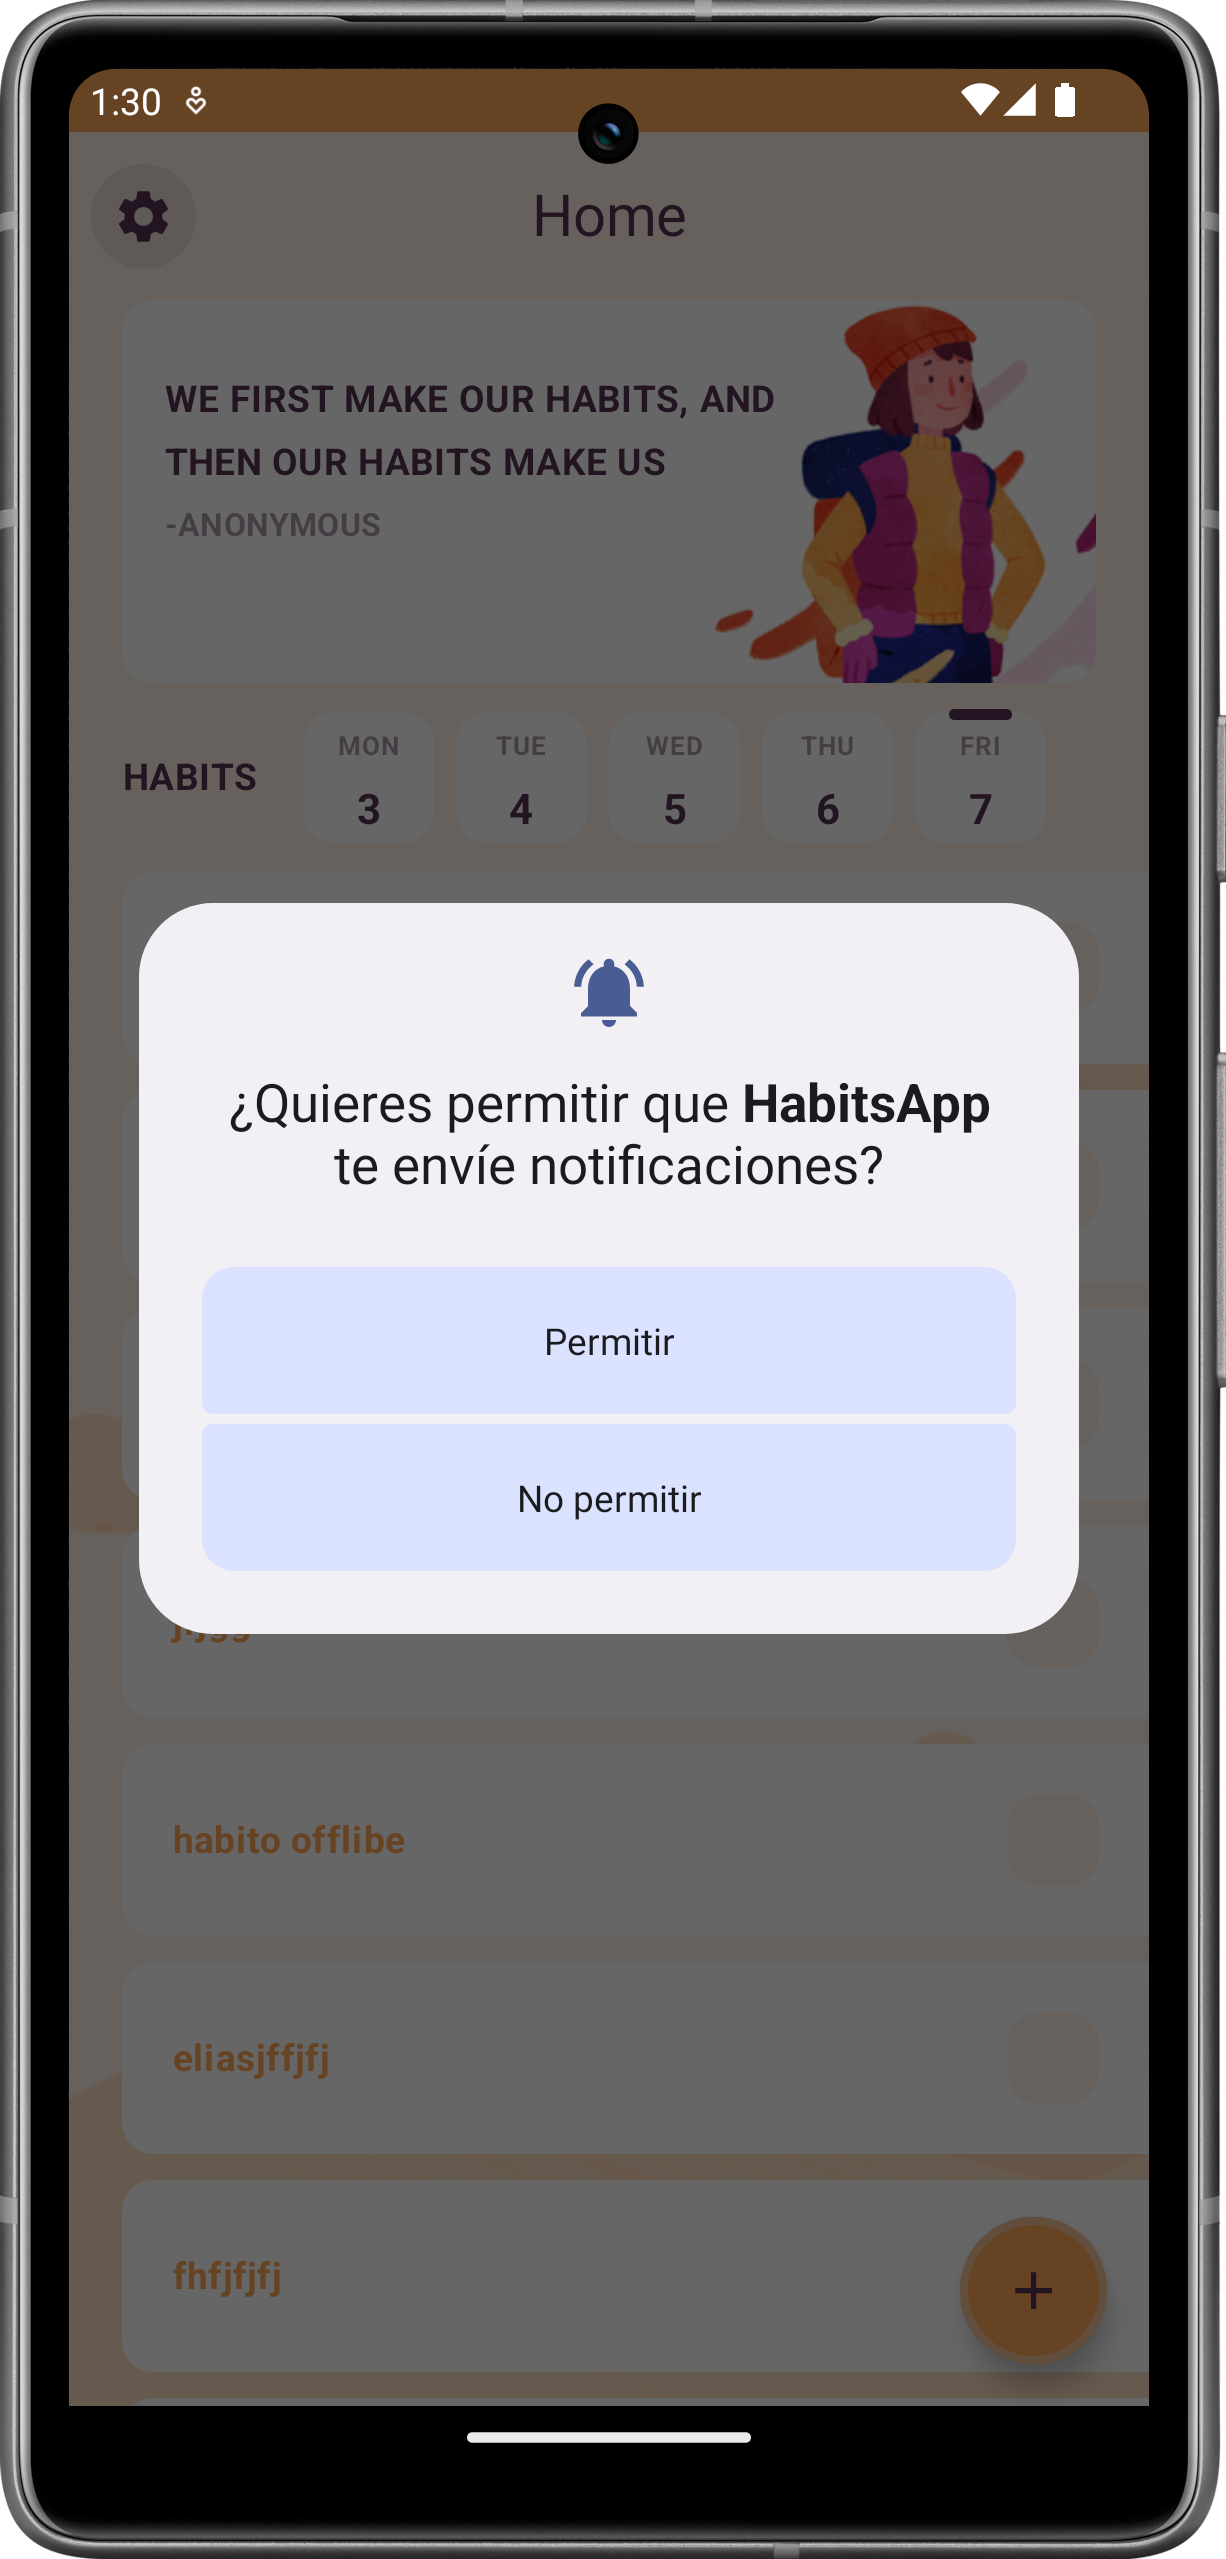 1:30
Home
WE FIRST MAKE OUR HABITS, AND
THEN OUR HABITS MAKE US
-ANONYMOUS
HABITS
MON
TUE
WED
THU
FRI
3
4
5
6
7
¿Quieres permitir que HabitsApp
te envíe notificaciones?
Permitir
No permitir
habito offlibe
eliasjffjfj
fhfjfjfj